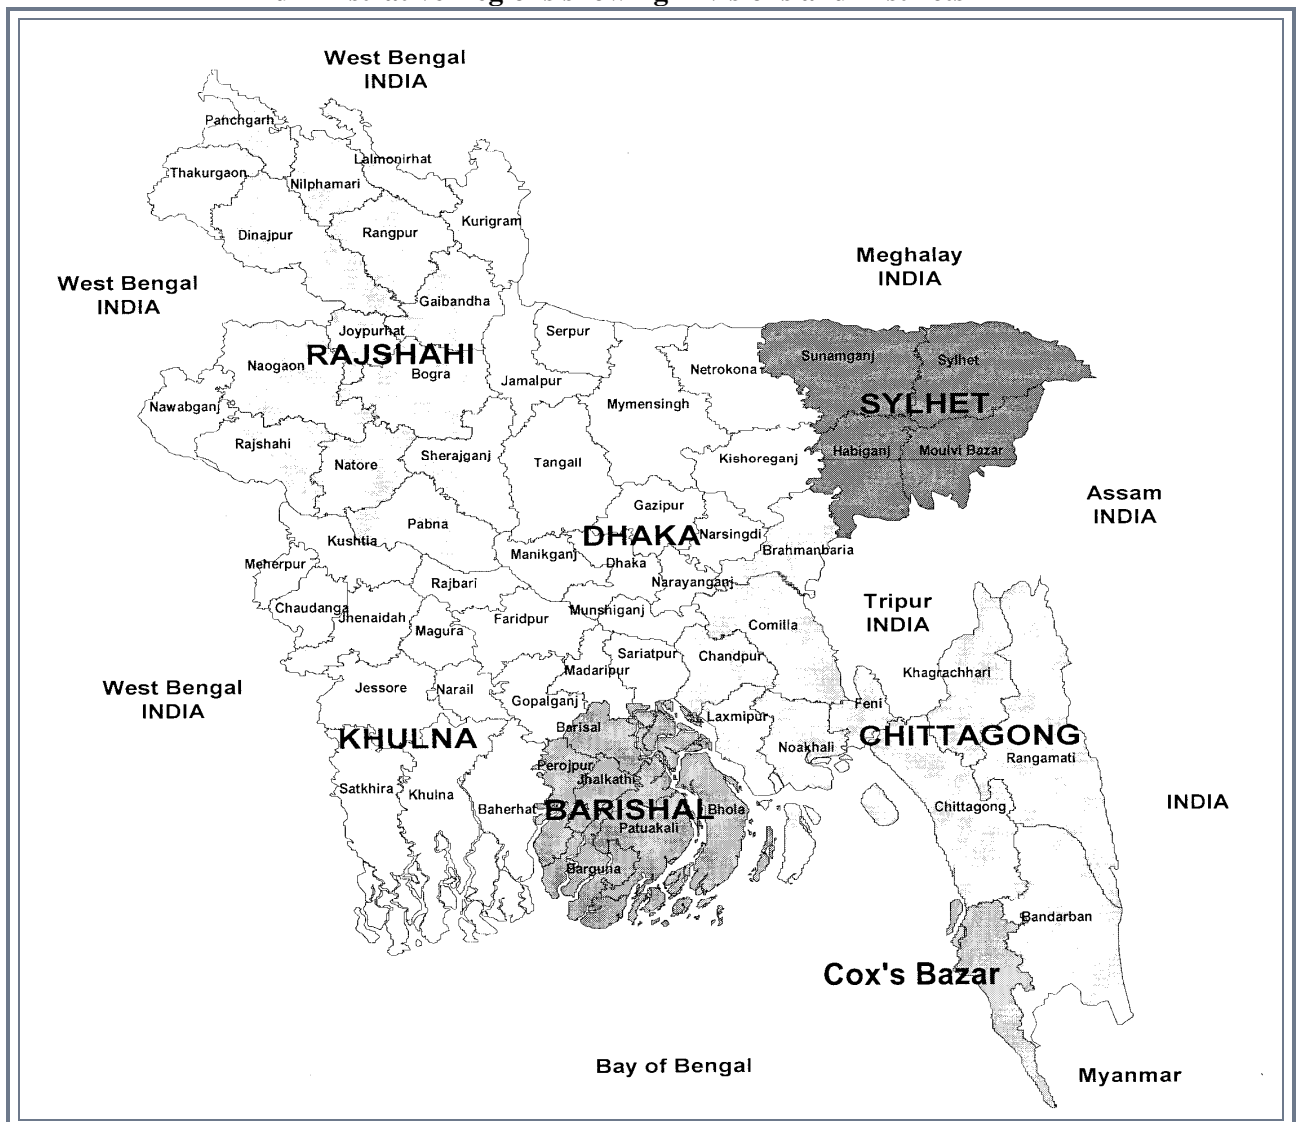 West Bengal
INDIA
Panchgarh
Lalmonirhat
Thakurgaon
Nilphamari
Kurigram
Dinajpur
Rangpur
Meghalay
INDIA
West Bengal
INDIA
Gaibandha
Joypurhat
Serpur
RAJSHAHI
Sunamganj
Sylhet
Naogaon
Bogra
Netrokona
Jamalpur
Mymensingh
SYLHET
Nawabganj
Rajshahi
Habiganj
Moulvi Bazar
Sherajganj
Kishoreganj
Natore
Tangall
Assam
INDIA
Gazipur
Pabna
DHAKA
Narsingdi
Kushtia
Manikganj
Brahmanbaria
Meherpur
Dhaka
Rajbari
Narayanganj
Tripur
INDIA
Chaudanga
Jhenaidah
Munshiganj
Faridpur
Comilla
Magura
Sariatpur
Chandpur
Madaripur
Khagrachhari
West Bengal
INDIA
Jessore
Narail
Gopalganj
Feni
Laxmipur
Barisal
KHULNA
CHITTAGONG
Noakhali
Rangamati
Perojpur
Jhalkathi
Satkhira
Khulna
INDIA
Baherhat
BARISHAL
Bhola
Chittagong
Patuakali
Barguna
Bandarban
Cox's Bazar
Bay of Bengal
Myanmar